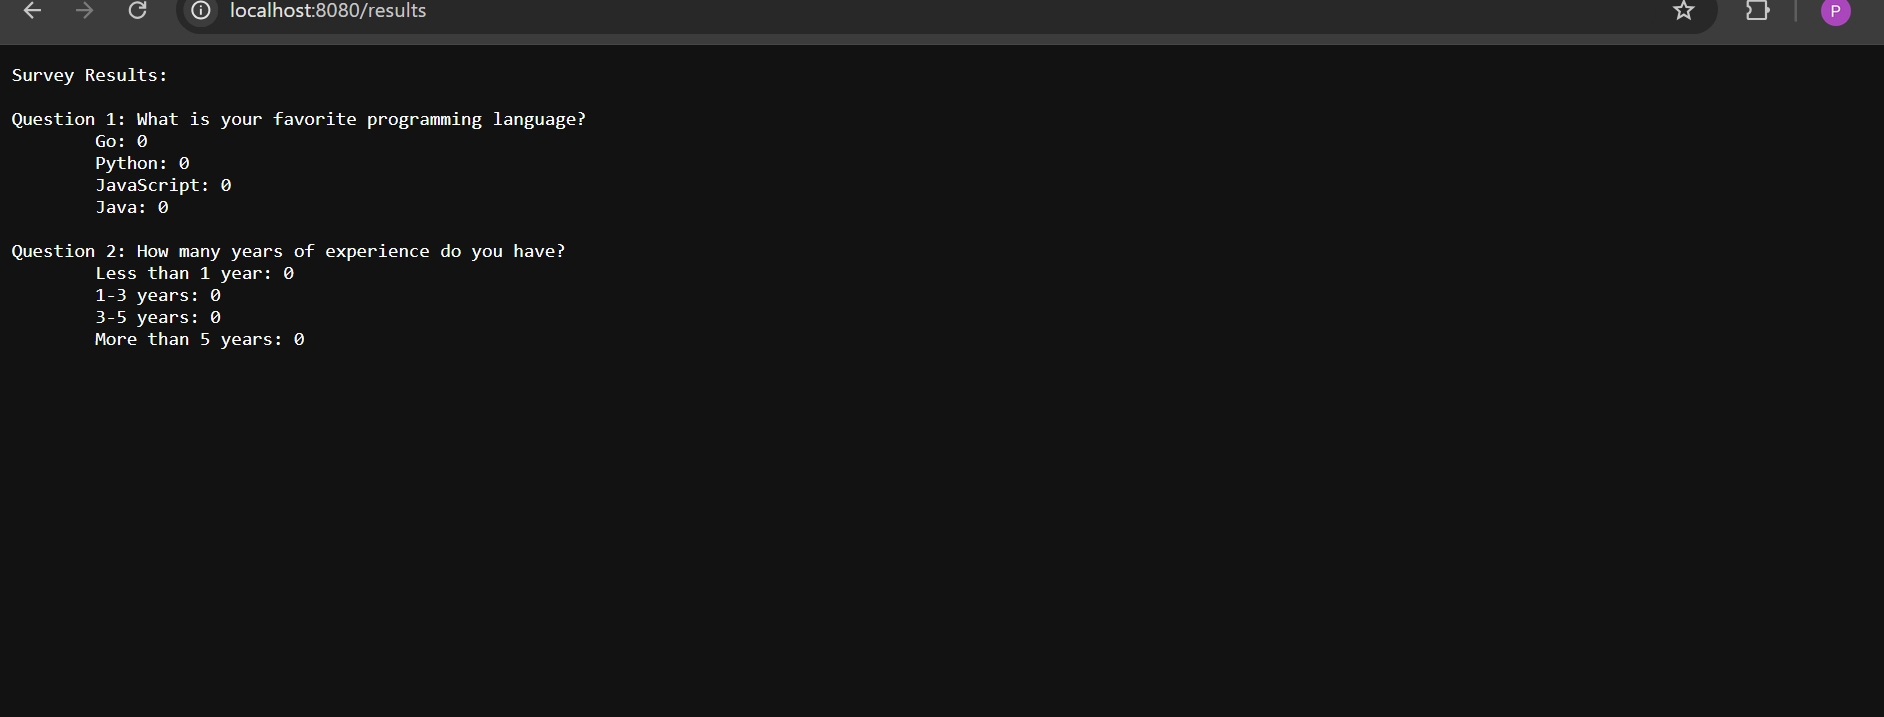 localhost:8080/results
P
Survey Results:
Question 1: What is your favorite programming language?
Go: 0
Python: 0
JavaScript: 0
Java: 0
Question 2: How many years of experience do you have?
Less than 1 year: 0
1-3 years: 0
3-5 years: 0
More than 5 years: 0